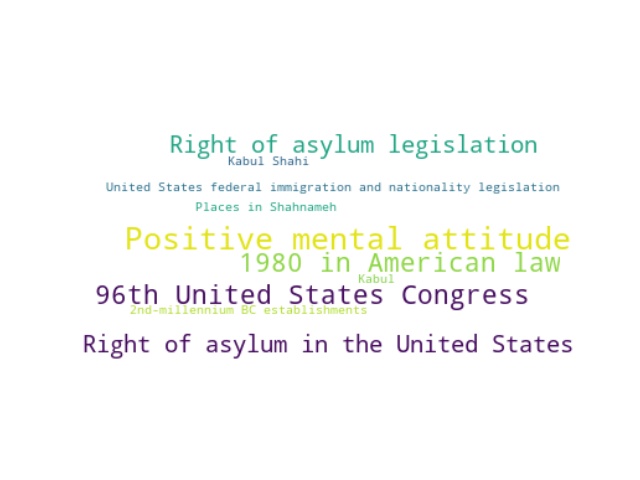 Right of asylum legislation
Kabul Shahi
United States federal immigration and nationality legislation
Places in Shahnameh
Positive mental attitude
1980 in American law
Kabul
96th United States Congress
2nd-millennium BC establishments
Right of asylum in the United States